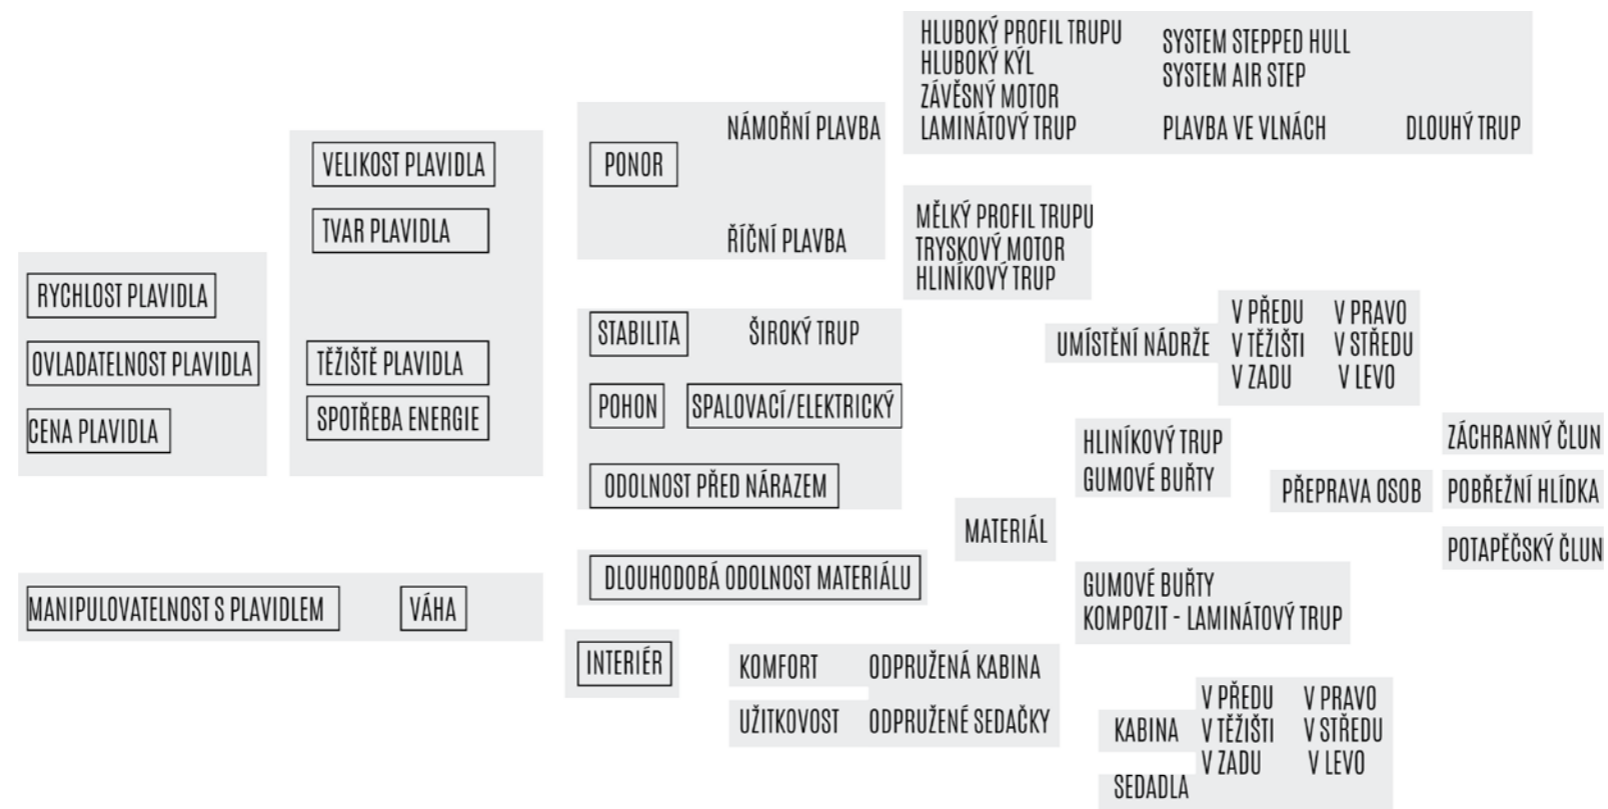 HLUBOKÝ PROFIL TRUPU
HLUBOKÝ KÝL
ZÁVĚSNÝ MOTOR
LAMINÁTOVÝ TRUP
SYSTEM STEPPED HULL
SYSTEM AIR STEP
PLAVBA VE VLNÁCH
DLOUHÝ TRUP
NÁMOŘNÍ PLAVBA
PONOR
ŘÍČNÍ PLAVBA
MĚLKÝ PROFIL TRUPU
TRYSKOVÝ MOTOR
HLINÍKOVÝ TRUP
VELIKOST PLAVIDLA
TVAR PLAVIDLA
TĚŽIŠTĚ PLAVIDLA
SPOTŘEBA ENERGIE
RYCHLOST PLAVIDLA
OVLADATELNOST PLAVIDLA
CENA PLAVIDLA
STABILITA
ŠIROKÝ TRUP
POHON
SPALOVACÍ/ELEKTRICKÝ
ODOLNOST PŘED NÁRAZEM
UMÍSTĚNÍ NÁDRŽE
V PŘEDU V PRAVO
V TĚŽIŠTI V STŘEDU
V ZADU V LEVO
HLINÍKOVÝ TRUP
GUMOVÉ BUŘTY
PŘEPRAVA OSOB
ZÁCHRANNÝ ČLUN
POBŘEŽNÍ HLÍDKA
POTAPĚČSKÝ ČLUN
MATERIÁL
DLOUHODOBÁ ODOLNOST MATERIÁLU
GUMOVÉ BUŘTY
KOMPOZIT - LAMINÁTOVÝ TRUP
MANIPULOVATELNOST S PLAVIDLEM
VÁHA
INTERIÉR
KOMFORT
ODPRUŽENÁ KABINA
UŽITKOVOST
ODPRUŽENÉ SEDAČKY
KABINA
SEDADLA
V PŘEDU V PRAVO
V TĚŽIŠTI V STŘEDU
V ZADU V LEVO